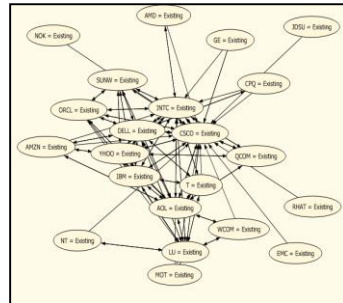 AMD = Existing
JDSU = Existing
NOK = Existing
GE = Existing
SUNW = Existing
CPQ = Existing
ORCL = Existing
INTC = Existing
DELL = Existing
CSCO = Existing
AMZN = Existing
YHOO = Existing
QCOM = Existing
IBM = Existing
T = Existing
AOL = Existing
RHAT = Existing
WCOM = Existing
NT = Existing
LU = Existing
EMC = Existing
MOT = Existing